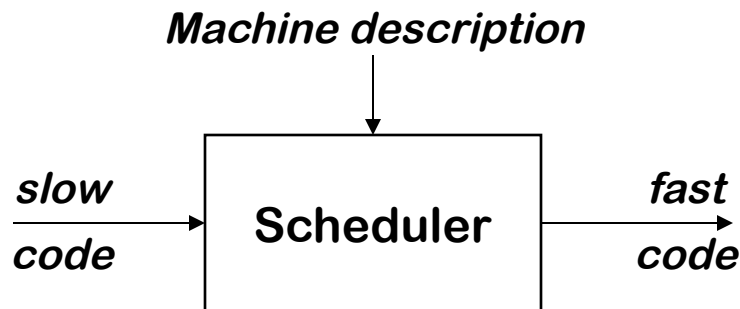 Machine description
slow
code
Scheduler
fast
code